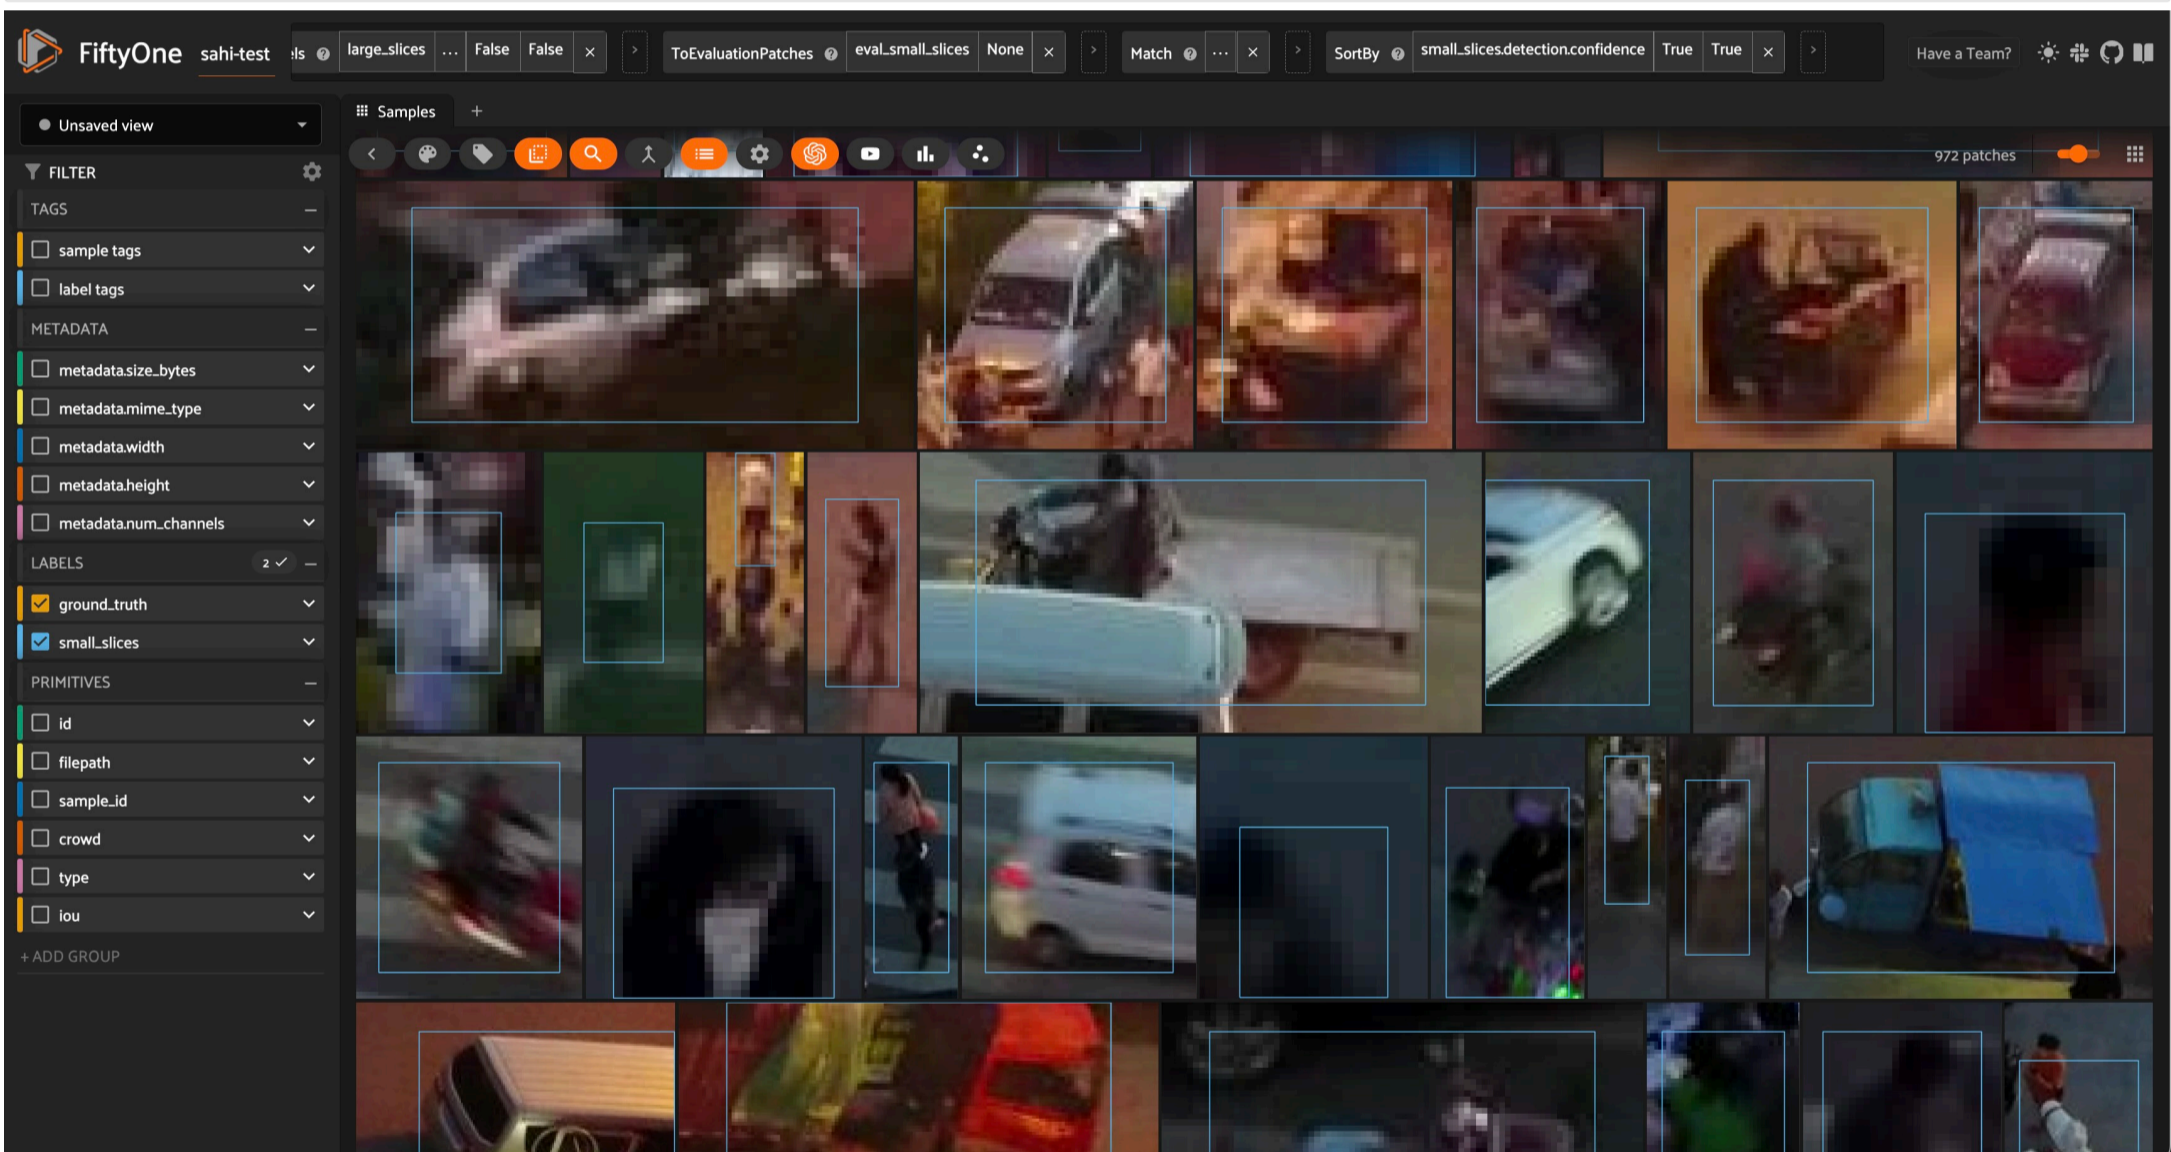 FiftyOne sahi-test els large_slices ... False False ToEvaluationPatches eval_small_slices None Match ... SortBy small_slices.detection.confidence True True Have a Team?
Unsaved view
Samples +
972 patches
FILTER
TAGS
sample tags
label tags
METADATA
metadata.size_bytes
metadata.mime_type
metadata.width
metadata.height
metadata.num_channels
LABELS 2
ground_truth
small_slices
PRIMITIVES
id
filepath
sample_id
crowd
type
iou
+ ADD GROUP